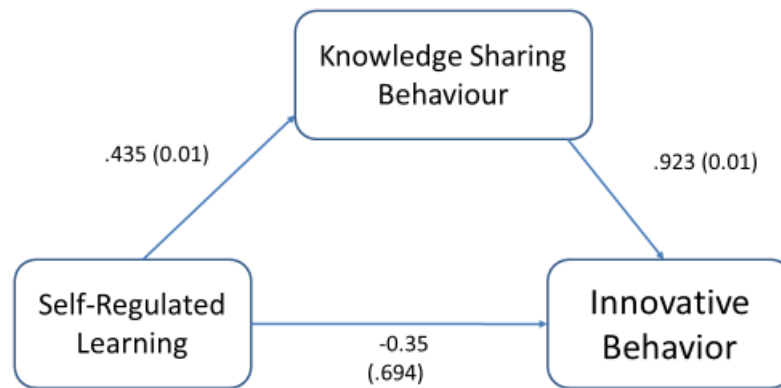 Knowledge Sharing
Behaviour
.435 (0.01)
.923 (0.01)
Self-Regulated
Learning
-0.35
(.694)
Innovative
Behavior